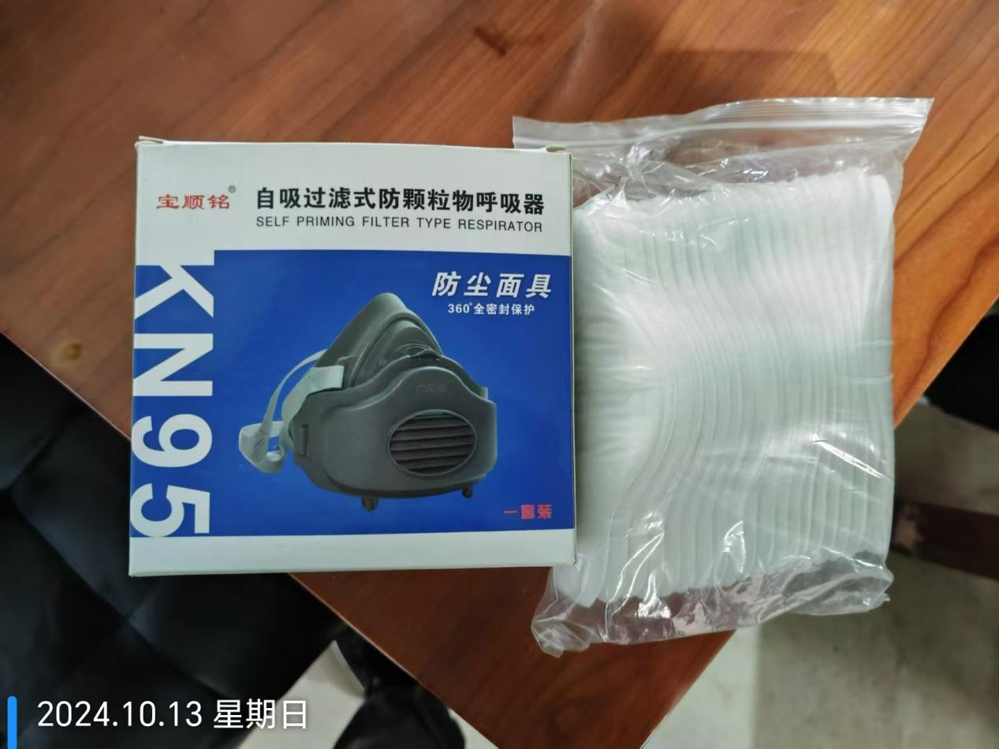 宝顺铭®
自吸过滤式防颗粒物呼吸器
SELF PRIMING FILTER TYPE RESPIRATOR
KN95
防尘面具
360°全密封保护
一套装
2024.10.13 星期日